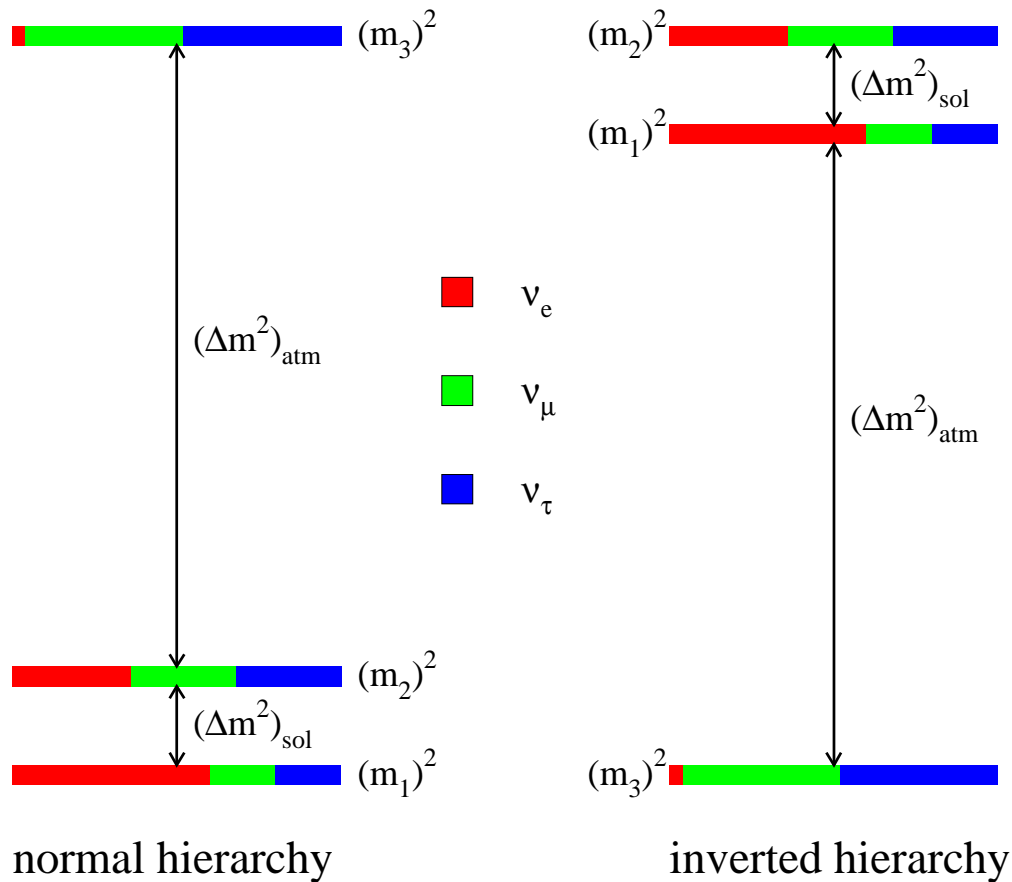 (m₃)²
(Δm²)atm
(m₂)²
(Δm²)sol
(m₁)²
normal hierarchy
νe
νμ
ντ
(m₂)²
(Δm²)sol
(m₁)²
(Δm²)atm
(m₃)²
inverted hierarchy